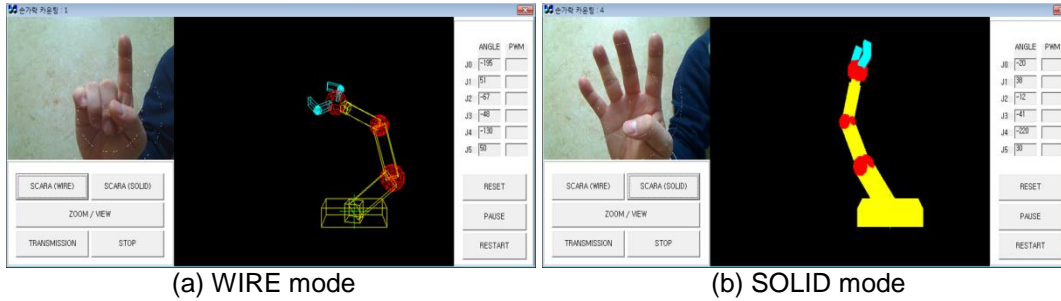 손가락 카운팅 : 1
ANGLE PWM
J0: -195
J1: 51
J2: -67
J3: -48
J4: -130
J5: 50
SCARA (WIRE) SCARA (SOLID)
ZOOM / VIEW
TRANSMISSION STOP
RESET
PAUSE
RESTART
(a) WIRE mode
손가락 카운팅 : 4
ANGLE PWM
J0: -20
J1: 38
J2: -12
J3: -41
J4: -220
J5: 30
SCARA (WIRE) SCARA (SOLID)
ZOOM / VIEW
TRANSMISSION STOP
RESET
PAUSE
RESTART
(b) SOLID mode